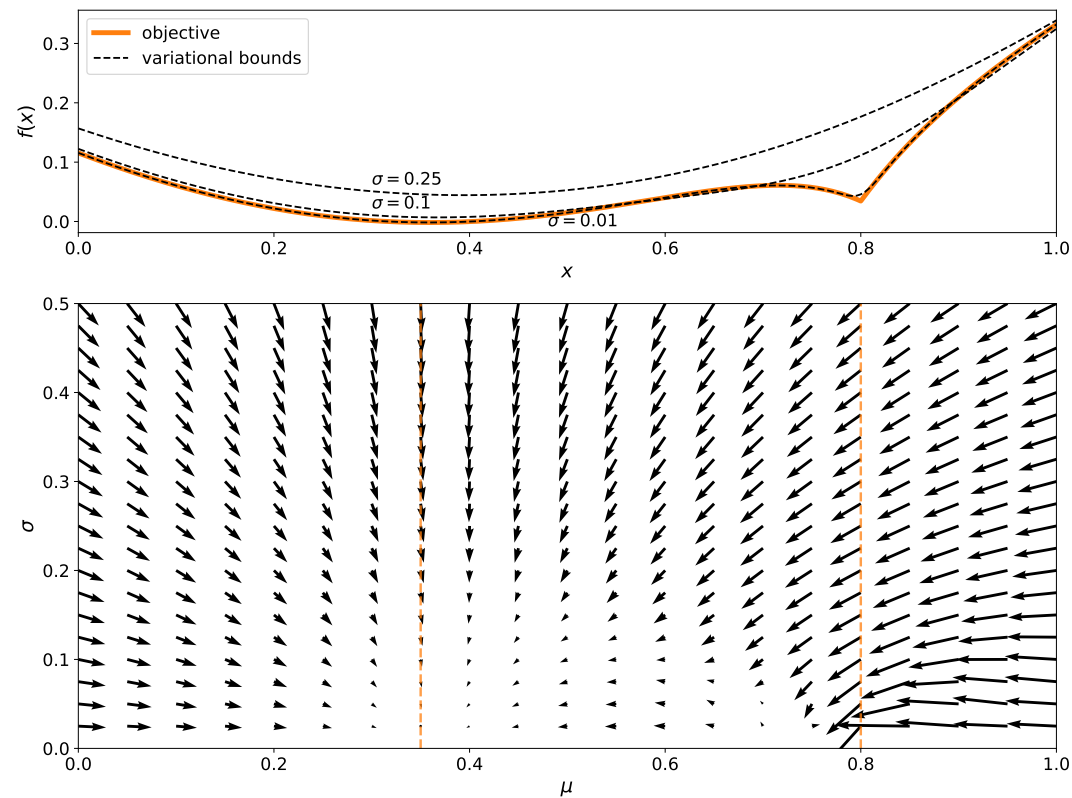 objective
variational bounds
f(x)
0.3
0.2
0.1
0.0
σ = 0.25
σ = 0.1
σ = 0.01
0.0 0.2 0.4 0.6 0.8 1.0
x
0.5
0.4
0.3
0.2
0.1
0.0
σ
0.0 0.2 0.4 0.6 0.8 1.0
μ